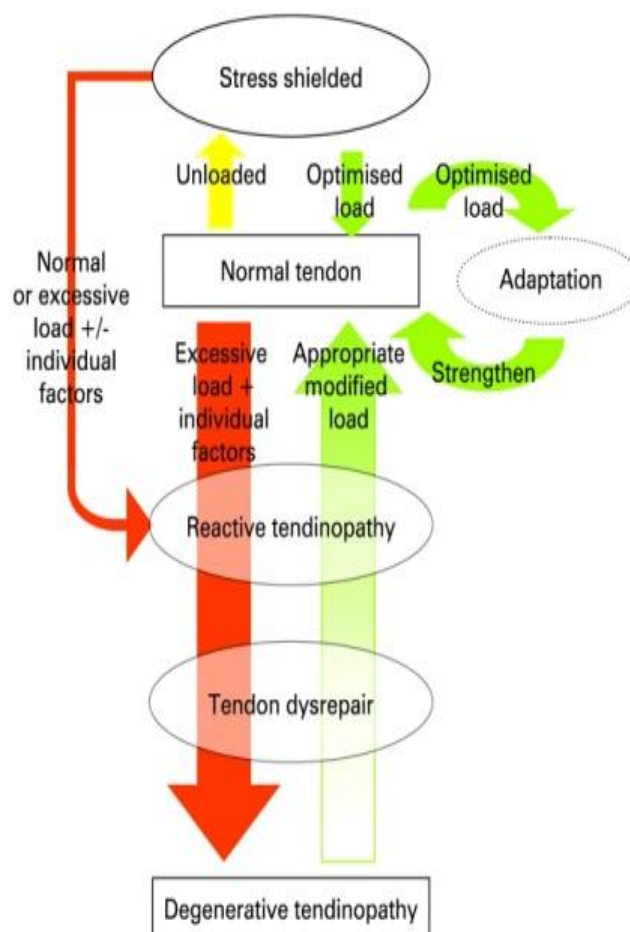 Stress shielded
Unloaded
Optimised
load
Optimised
load
Normal tendon
Adaptation
Normal
or excessive
load +/-
individual
factors
Excessive
load +
individual
factors
Appropriate
modified
load
Strengthen
Reactive tendinopathy
Tendon dysrepair
Degenerative tendinopathy